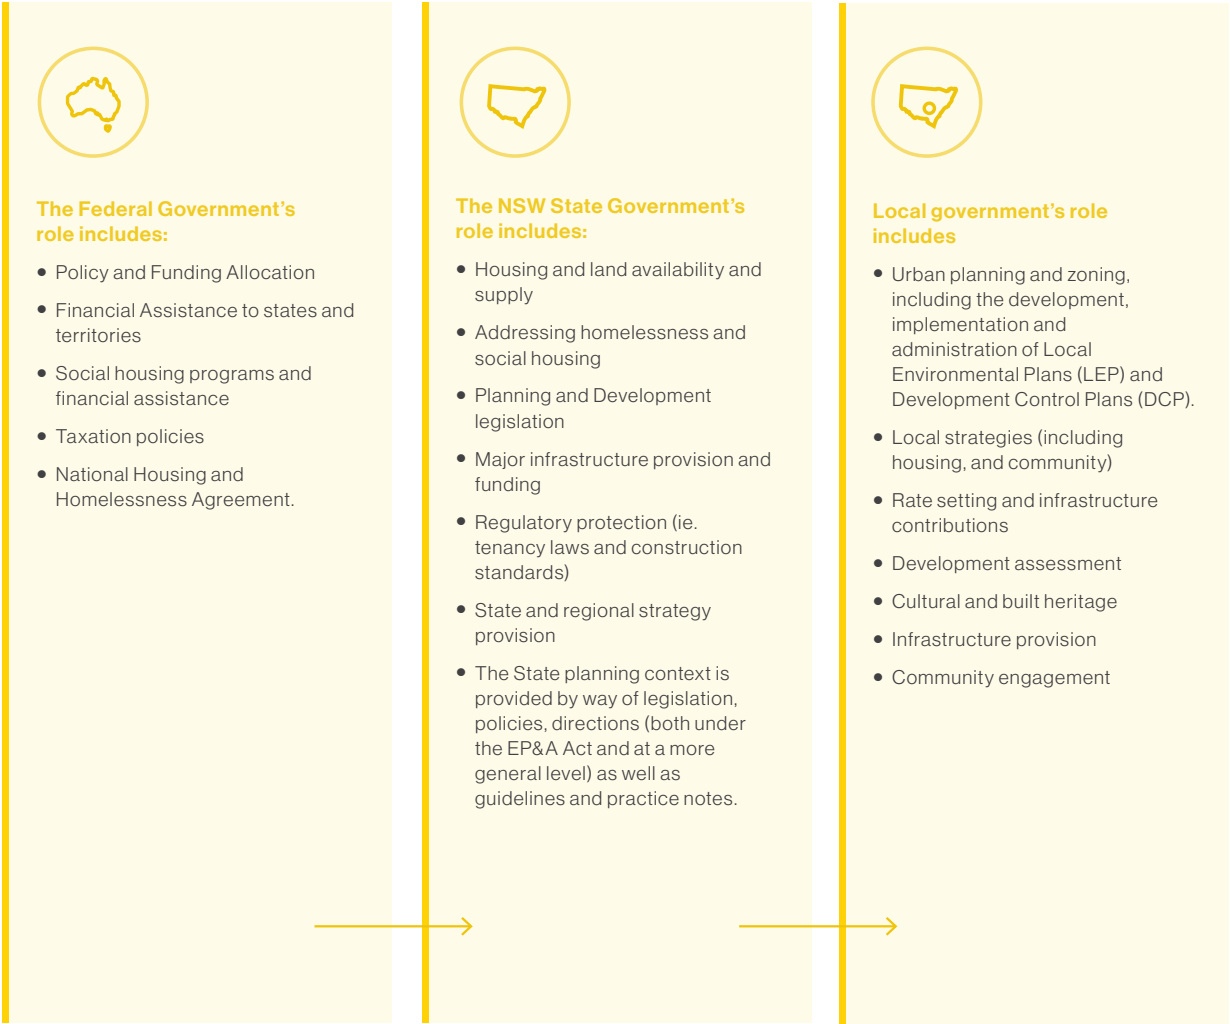 The Federal Government's
role includes:
• Policy and Funding Allocation
• Financial Assistance to states and
territories
• Social housing programs and
financial assistance
• Taxation policies
• National Housing and
Homelessness Agreement.
The NSW State Government's
role includes:
• Housing and land availability and
supply
• Addressing homelessness and
social housing
• Planning and Development
legislation
• Major infrastructure provision and
funding
• Regulatory protection (ie.
tenancy laws and construction
standards)
• State and regional strategy
provision
• The State planning context is
provided by way of legislation,
policies, directions (both under
the EP&A Act and at a more
general level) as well as
guidelines and practice notes.
Local government's role
includes
• Urban planning and zoning,
including the development,
implementation and
administration of Local
Environmental Plans (LEP) and
Development Control Plans (DCP).
• Local strategies (including
housing, and community)
• Rate setting and infrastructure
contributions
• Development assessment
• Cultural and built heritage
• Infrastructure provision
• Community engagement